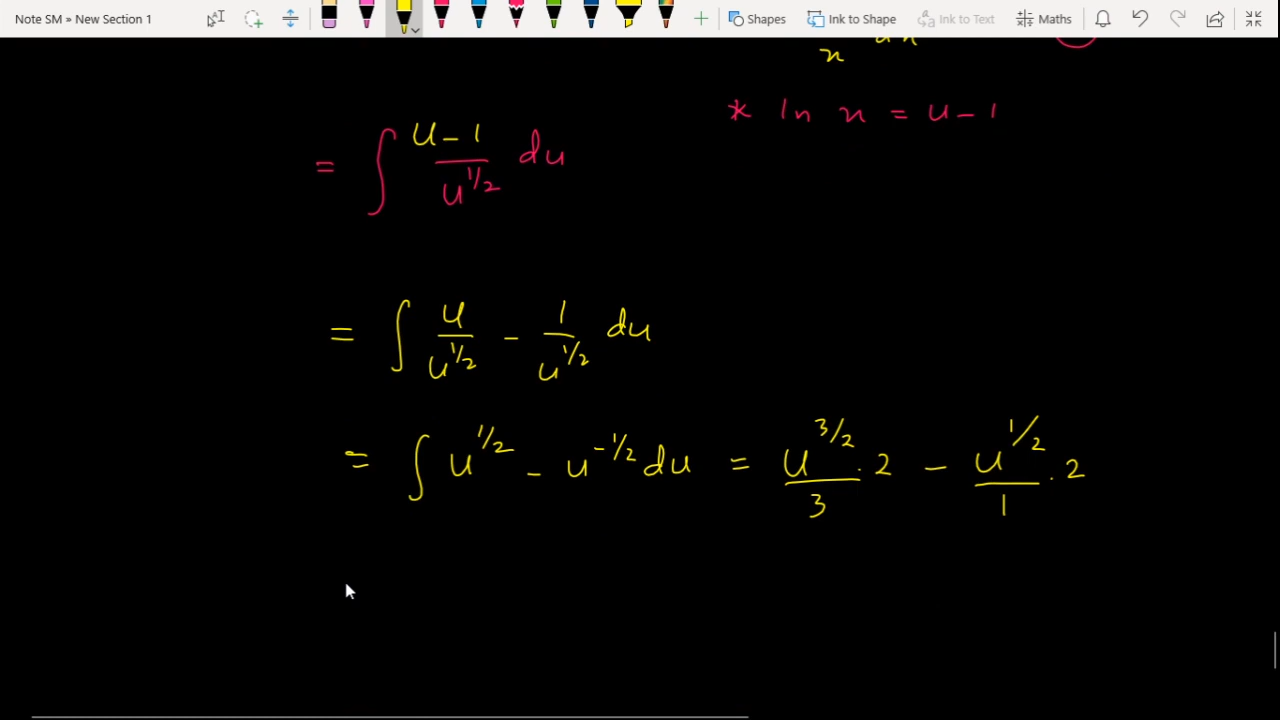 Note SM » New Section 1
Shapes
Ink to Shape
Ink to Text
Maths
x
* ln x = u - 1
= ∫ (u - 1)/u^(1/2) du
= ∫ u/u^(1/2) - 1/u^(1/2) du
= ∫ u^(1/2) - u^(-1/2) du = u^(3/2)/3 · 2 - u^(1/2)/1 · 2